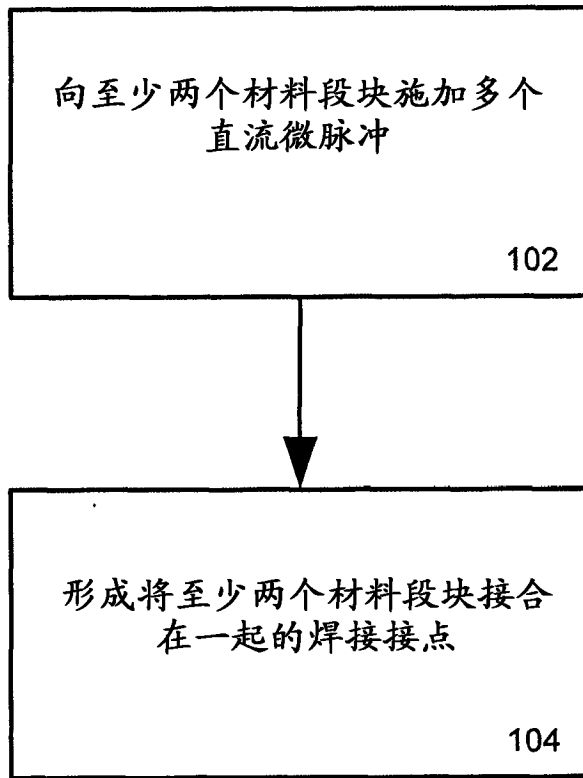 向至少两个材料段块施加多个
直流微脉冲
102
形成将至少两个材料段块接合
在一起的焊接接点
104